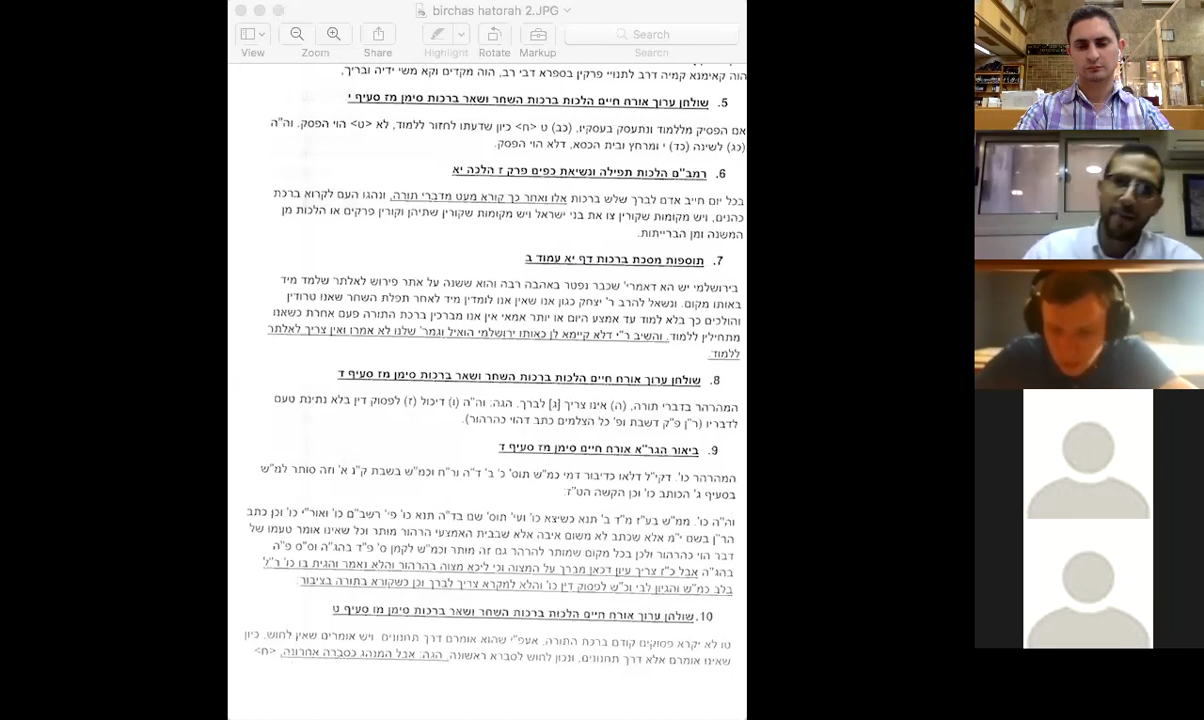 birchas hatorah 2.JPG
Search
View
Zoom
Share
Highlight
Rotate
Markup
Search
הוה קאימנא קמיה דרב לתנויי פרקין בספרא דבי רב, הוה מקדים וקא משי ידיה ובריך,
5. שולחן ערוך אורח חיים הלכות ברכות השחר ושאר ברכות סימן מז סעיף י
אם הפסיק מללמוד ונתעסק בעסקיו, (כב) ט <ח> כיון שדעתו לחזור ללמוד, לא <ט> הוי הפסק. וה"ה
(כג) לשינה (כד) י ומרחץ ובית הכסא, דלא הוי הפסק.
6. רמב"ם הלכות תפילה ונשיאת כפים פרק ז הלכה יא
בכל יום חייב אדם לברך שלש ברכות אלו ואחר כך קורא מעט מדברי תורה, ונהגו העם לקרוא ברכת
כהנים, ויש מקומות שקורין צו את בני ישראל ויש מקומות שקורין שתיהן וקורין פרקים או הלכות מן
המשנה ומן הברייתות.
7. תוספות מסכת ברכות דף יא עמוד ב
בירושלמי יש הא דאמרי' שכבר נפטר באהבה רבה והוא ששנה על אתר פירוש לאלתר שלמד מיד
באותו מקום. ונשאל להרב ר' יצחק כגון אנו שאין אנו לומדין מיד לאחר תפלת השחר שאנו טרודין
והולכים כך בלא למוד עד אמצע היום או יותר אמאי אין אנו מברכין ברכת התורה פעם אחרת כשאנו
מתחילין ללמוד. והשיב ר"י דלא קיימא לן כאותו ירושלמי הואיל וגמר' שלנו לא אמרו ואין צריך לאלתר
ללמוד.
8. שולחן ערוך אורח חיים הלכות ברכות השחר ושאר ברכות סימן מז סעיף ד
המהרהר בדברי תורה, (ה) אינו צריך [ג] לברך. הגה: וה"ה (ו) דיכול (ז) לפסוק דין בלא נתינת טעם
לדבריו (ר"ן פ"ק דשבת ופ' כל הצלמים כתב דהוי כהרהור).
9. ביאור הגר"א אורח חיים סימן מז סעיף ד
המהרהר כו'. דקי"ל דלאו כדיבור דמי כמ"ש תוס' כ' ב' ד"ה ור"ח וכמ"ש בשבת ק"נ א' וזה סותר למ"ש
בסעיף ג' הכותב כו' וכן הקשה הט"ז:
וה"ה כו'. ממ"ש בע"ז מ"ד ב' תנא כשיצא כו' ועי' תוס' שם בד"ה תנא כו' פי' רשב"ם כו' ואור"י כו' וכן כתב
הר"ן בשם י"מ אלא שכתב לא משום איבה אלא שבבית האמצעי הרהור מותר וכל שאינו אומר טעמו של
דבר הוי כהרהור ולכן בכל מקום שמותר להרהר גם זה מותר וכמ"ש לקמן ס' פ"ד בהג"ה וס"ס פ"ה
בהג"ה אבל כ"ז צריך עיון דכאן מברך על המצוה וכי ליכא מצוה בהרהור והלא נאמר והגית בו כו' ר"ל
בלב כמ"ש והגיון לבי וכ"ש לפסוק דין כו' והלא למקרא צריך לברך וכן כשקורא בתורה בציבור:
10. שולחן ערוך אורח חיים הלכות ברכות השחר ושאר ברכות סימן מו סעיף ט
טו לא יקרא פסוקים קודם ברכת התורה, אעפ"י שהוא אומרם דרך תחנונים. ויש אומרים שאין לחוש, כיון
שאינו אומרם אלא דרך תחנונים, ונכון לחוש לסברא ראשונה. הגה: אבל המנהג כסברה אחרונה, <ח>